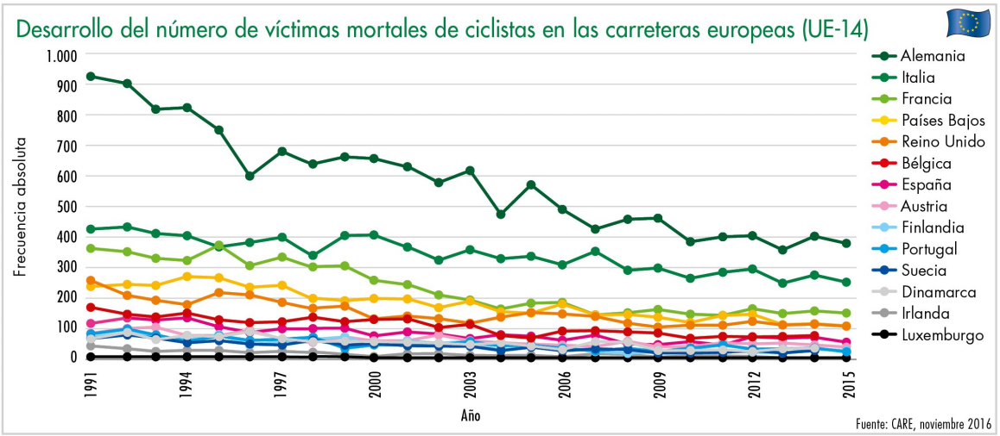 Desarrollo del número de víctimas mortales de ciclistas en las carreteras europeas (UE-14)
1.000
900
800
700
600
500
400
300
200
100
0
Frecuencia absoluta
1991
1994
1997
2000
2003
2006
2009
2012
2015
Año
Alemania
Italia
Francia
Países Bajos
Reino Unido
Bélgica
España
Austria
Finlandia
Portugal
Suecia
Dinamarca
Irlanda
Luxemburgo
Fuente: CARE, noviembre 2016